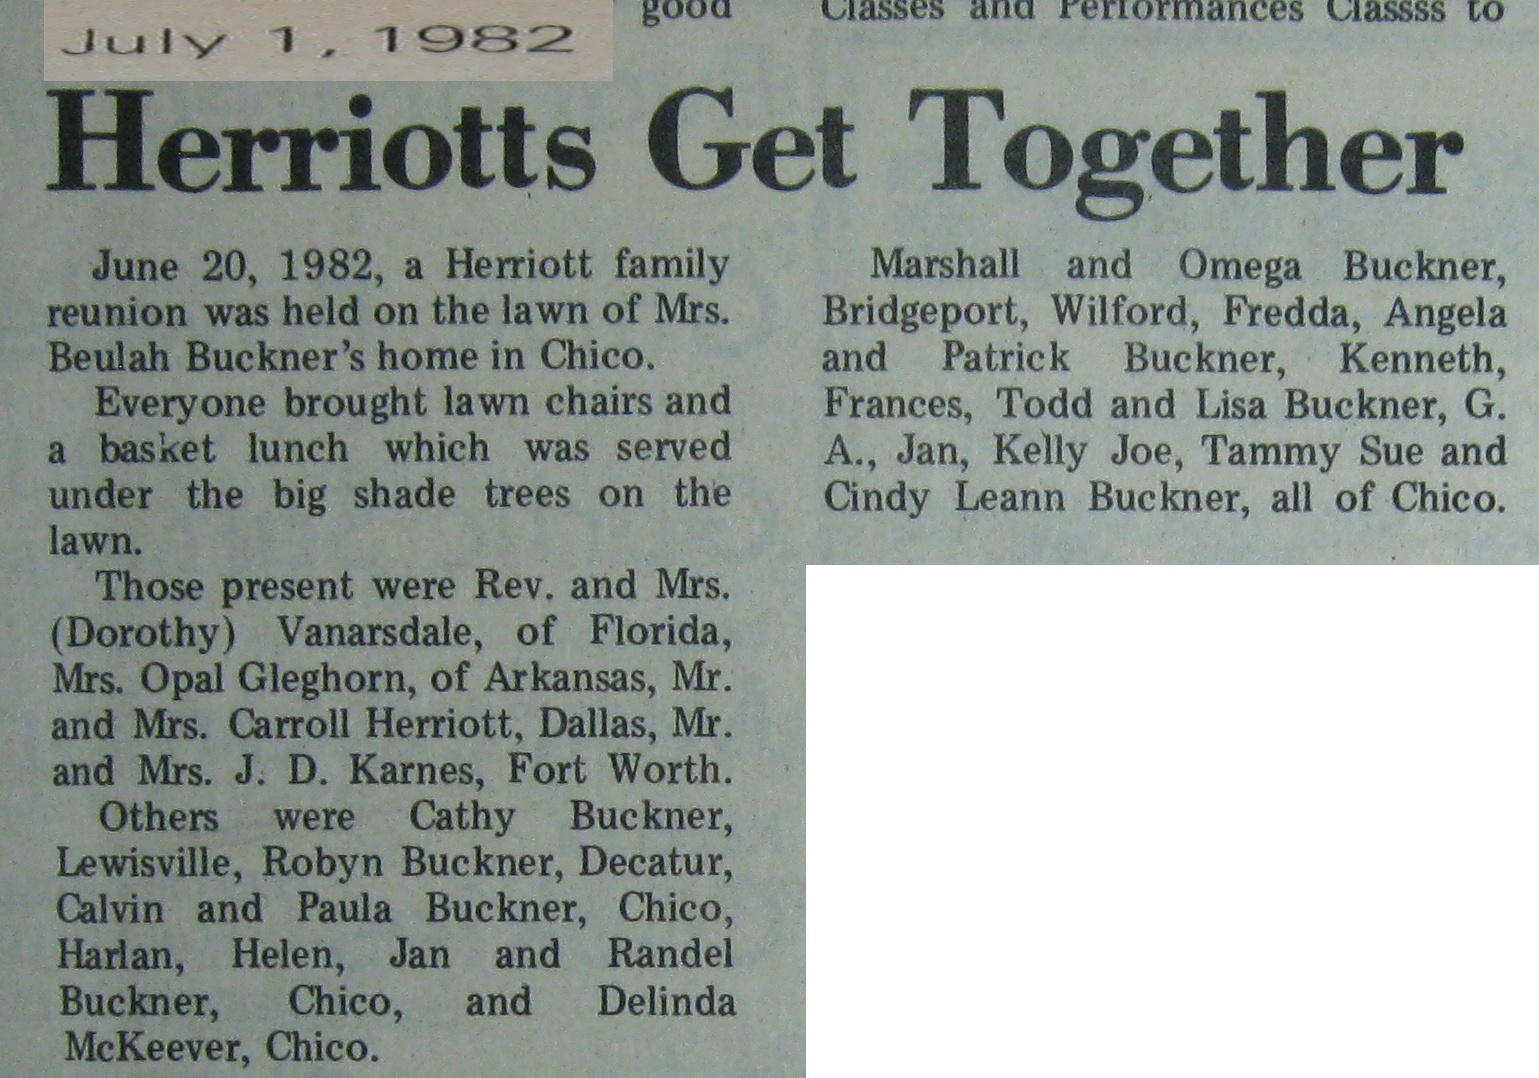 good
Classes and Performances Classss to
July 1, 1982
Herriotts Get Together
June 20, 1982, a Herriott family
reunion was held on the lawn of Mrs.
Beulah Buckner's home in Chico.
Everyone brought lawn chairs and
a basket lunch which was served
under the big shade trees on the
lawn.
Those present were Rev. and Mrs.
(Dorothy) Vanarsdale, of Florida,
Mrs. Opal Gleghorn, of Arkansas, Mr.
and Mrs. Carroll Herriott, Dallas, Mr.
and Mrs. J. D. Karnes, Fort Worth.
Others were Cathy Buckner,
Lewisville, Robyn Buckner, Decatur,
Calvin and Paula Buckner, Chico,
Harlan, Helen, Jan and Randel
Buckner, Chico, and Delinda
McKeever, Chico.
Marshall and Omega Buckner,
Bridgeport, Wilford, Fredda, Angela
and Patrick Buckner, Kenneth,
Frances, Todd and Lisa Buckner, G.
A., Jan, Kelly Joe, Tammy Sue and
Cindy Leann Buckner, all of Chico.